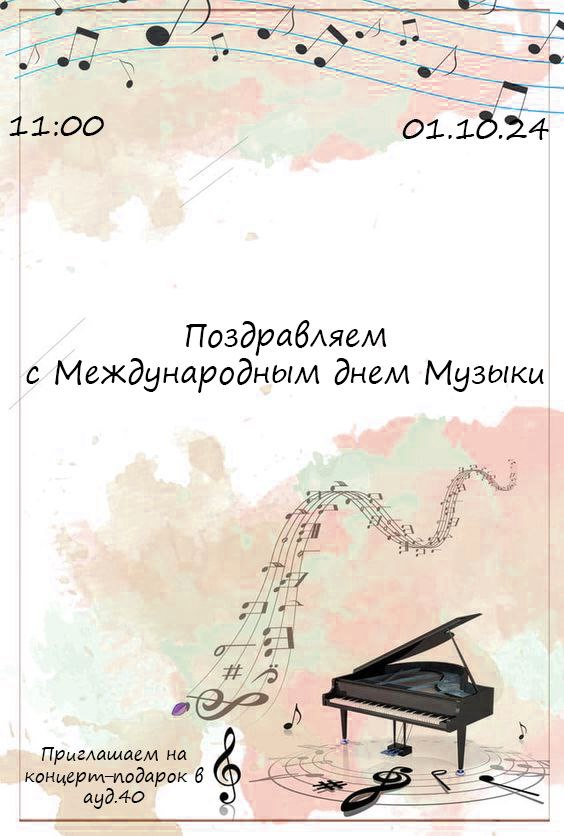 11:00
01.10.24
Поздравляем
с Международным днем Музыки
Приглашаем на
концерт-подарок в
ауд.40